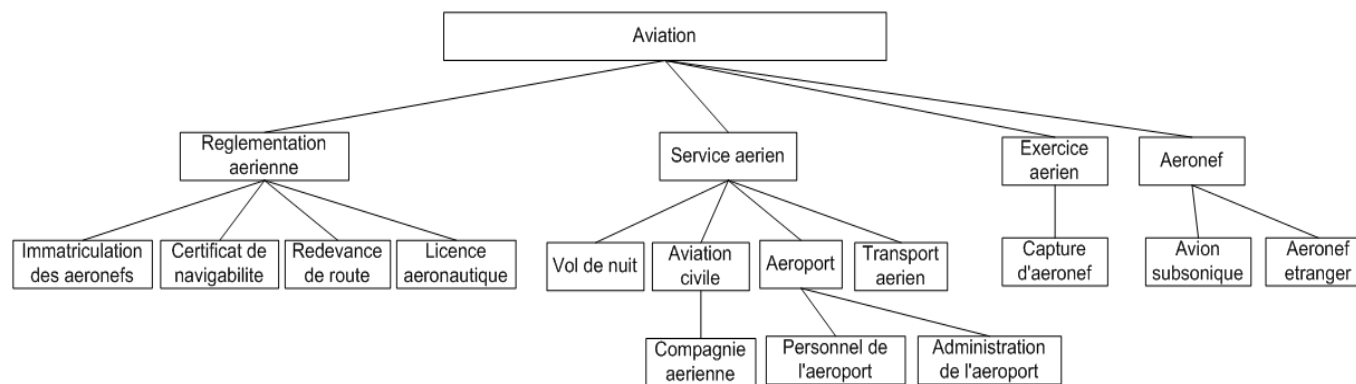 Aviation
Reglementation
aerienne
Service aerien
Exercice
aerien
Aeronef
Immatriculation
des aeronefs
Certificat de
navigabilite
Redevance
de route
Licence
aeronautique
Vol de nuit
Aviation
civile
Aeroport
Transport
aerien
Capture
d'aeronef
Avion
subsonique
Aeronef
etranger
Compagnie
aerienne
Personnel de
l'aeroport
Administration
de l'aeroport